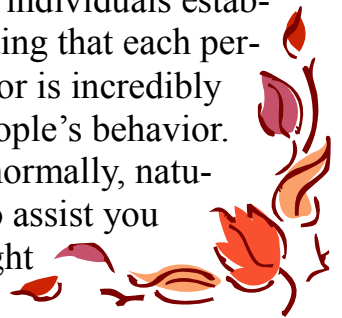 individuals estab-
ing that each per-
or is incredibly
ople's behavior.
normally, natu-
o assist you
ght